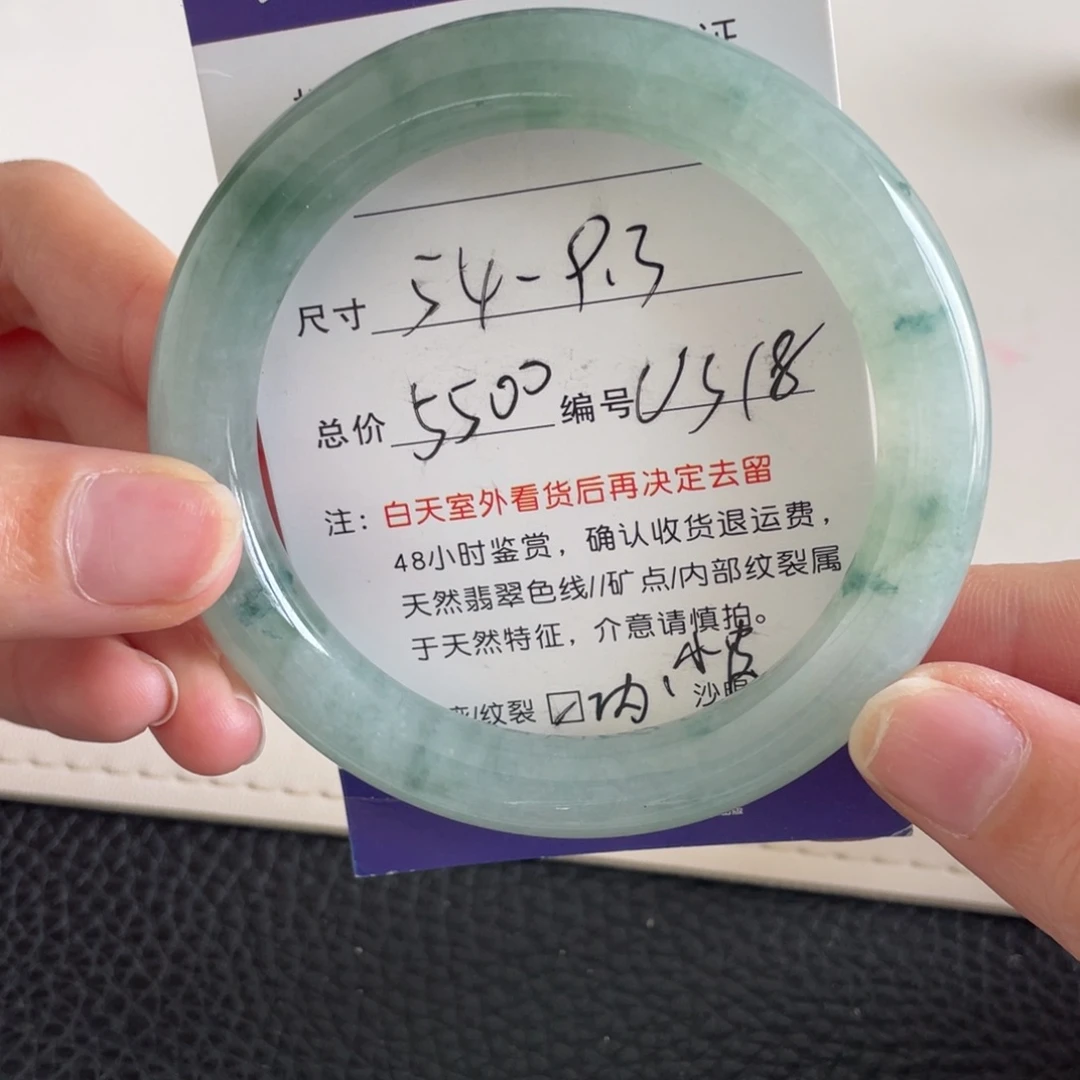 证
尺寸 54-9.3
总价 5500 编号 U518
注：白天室外看货后再决定去留
48小时鉴赏，确认收货退运费，
天然翡翠色线//矿点/内部纹裂属
于天然特征，介意请慎拍。
/纹裂 ☑ 内